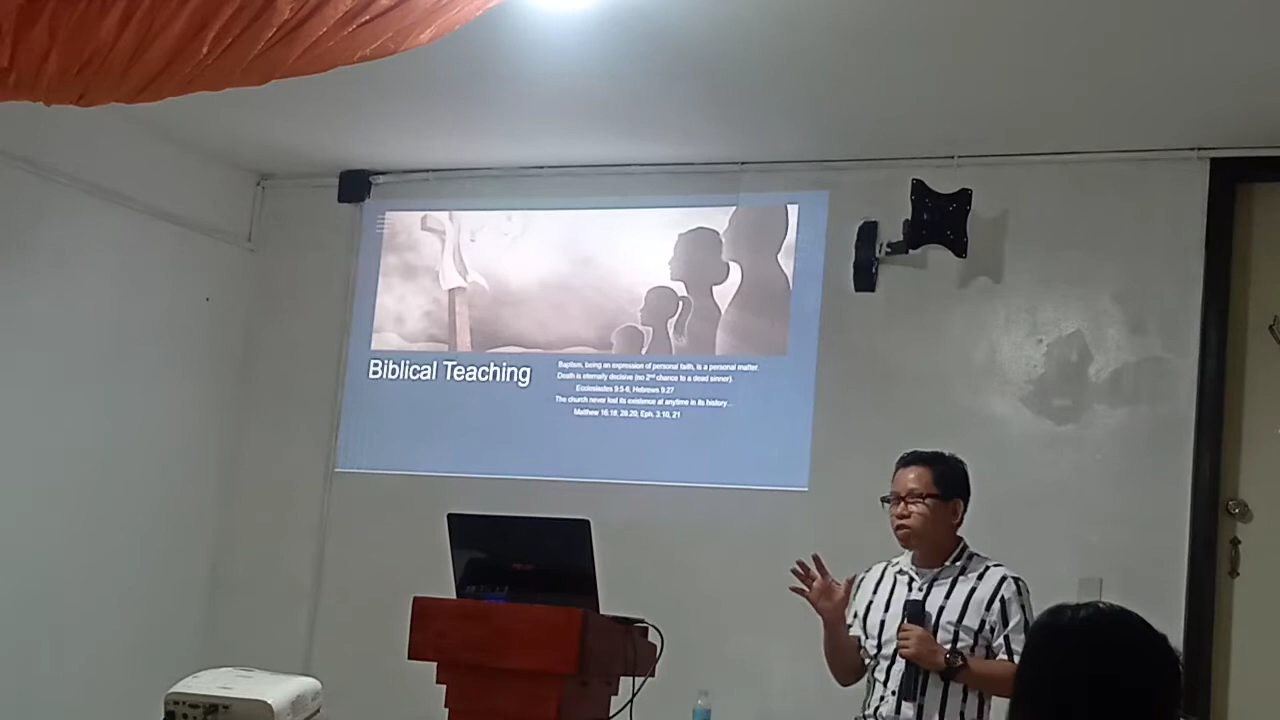 Biblical Teaching
Baptism, being an expression of personal faith, is a personal matter.
Death is eternally decisive (no 2nd chance to a dead sinner).
Ecclesiastes 9:5-6, Hebrews 9:27
The church never lost its existence at anytime in its history...
Matthew 16:18; 28:20; Eph. 3:10, 21